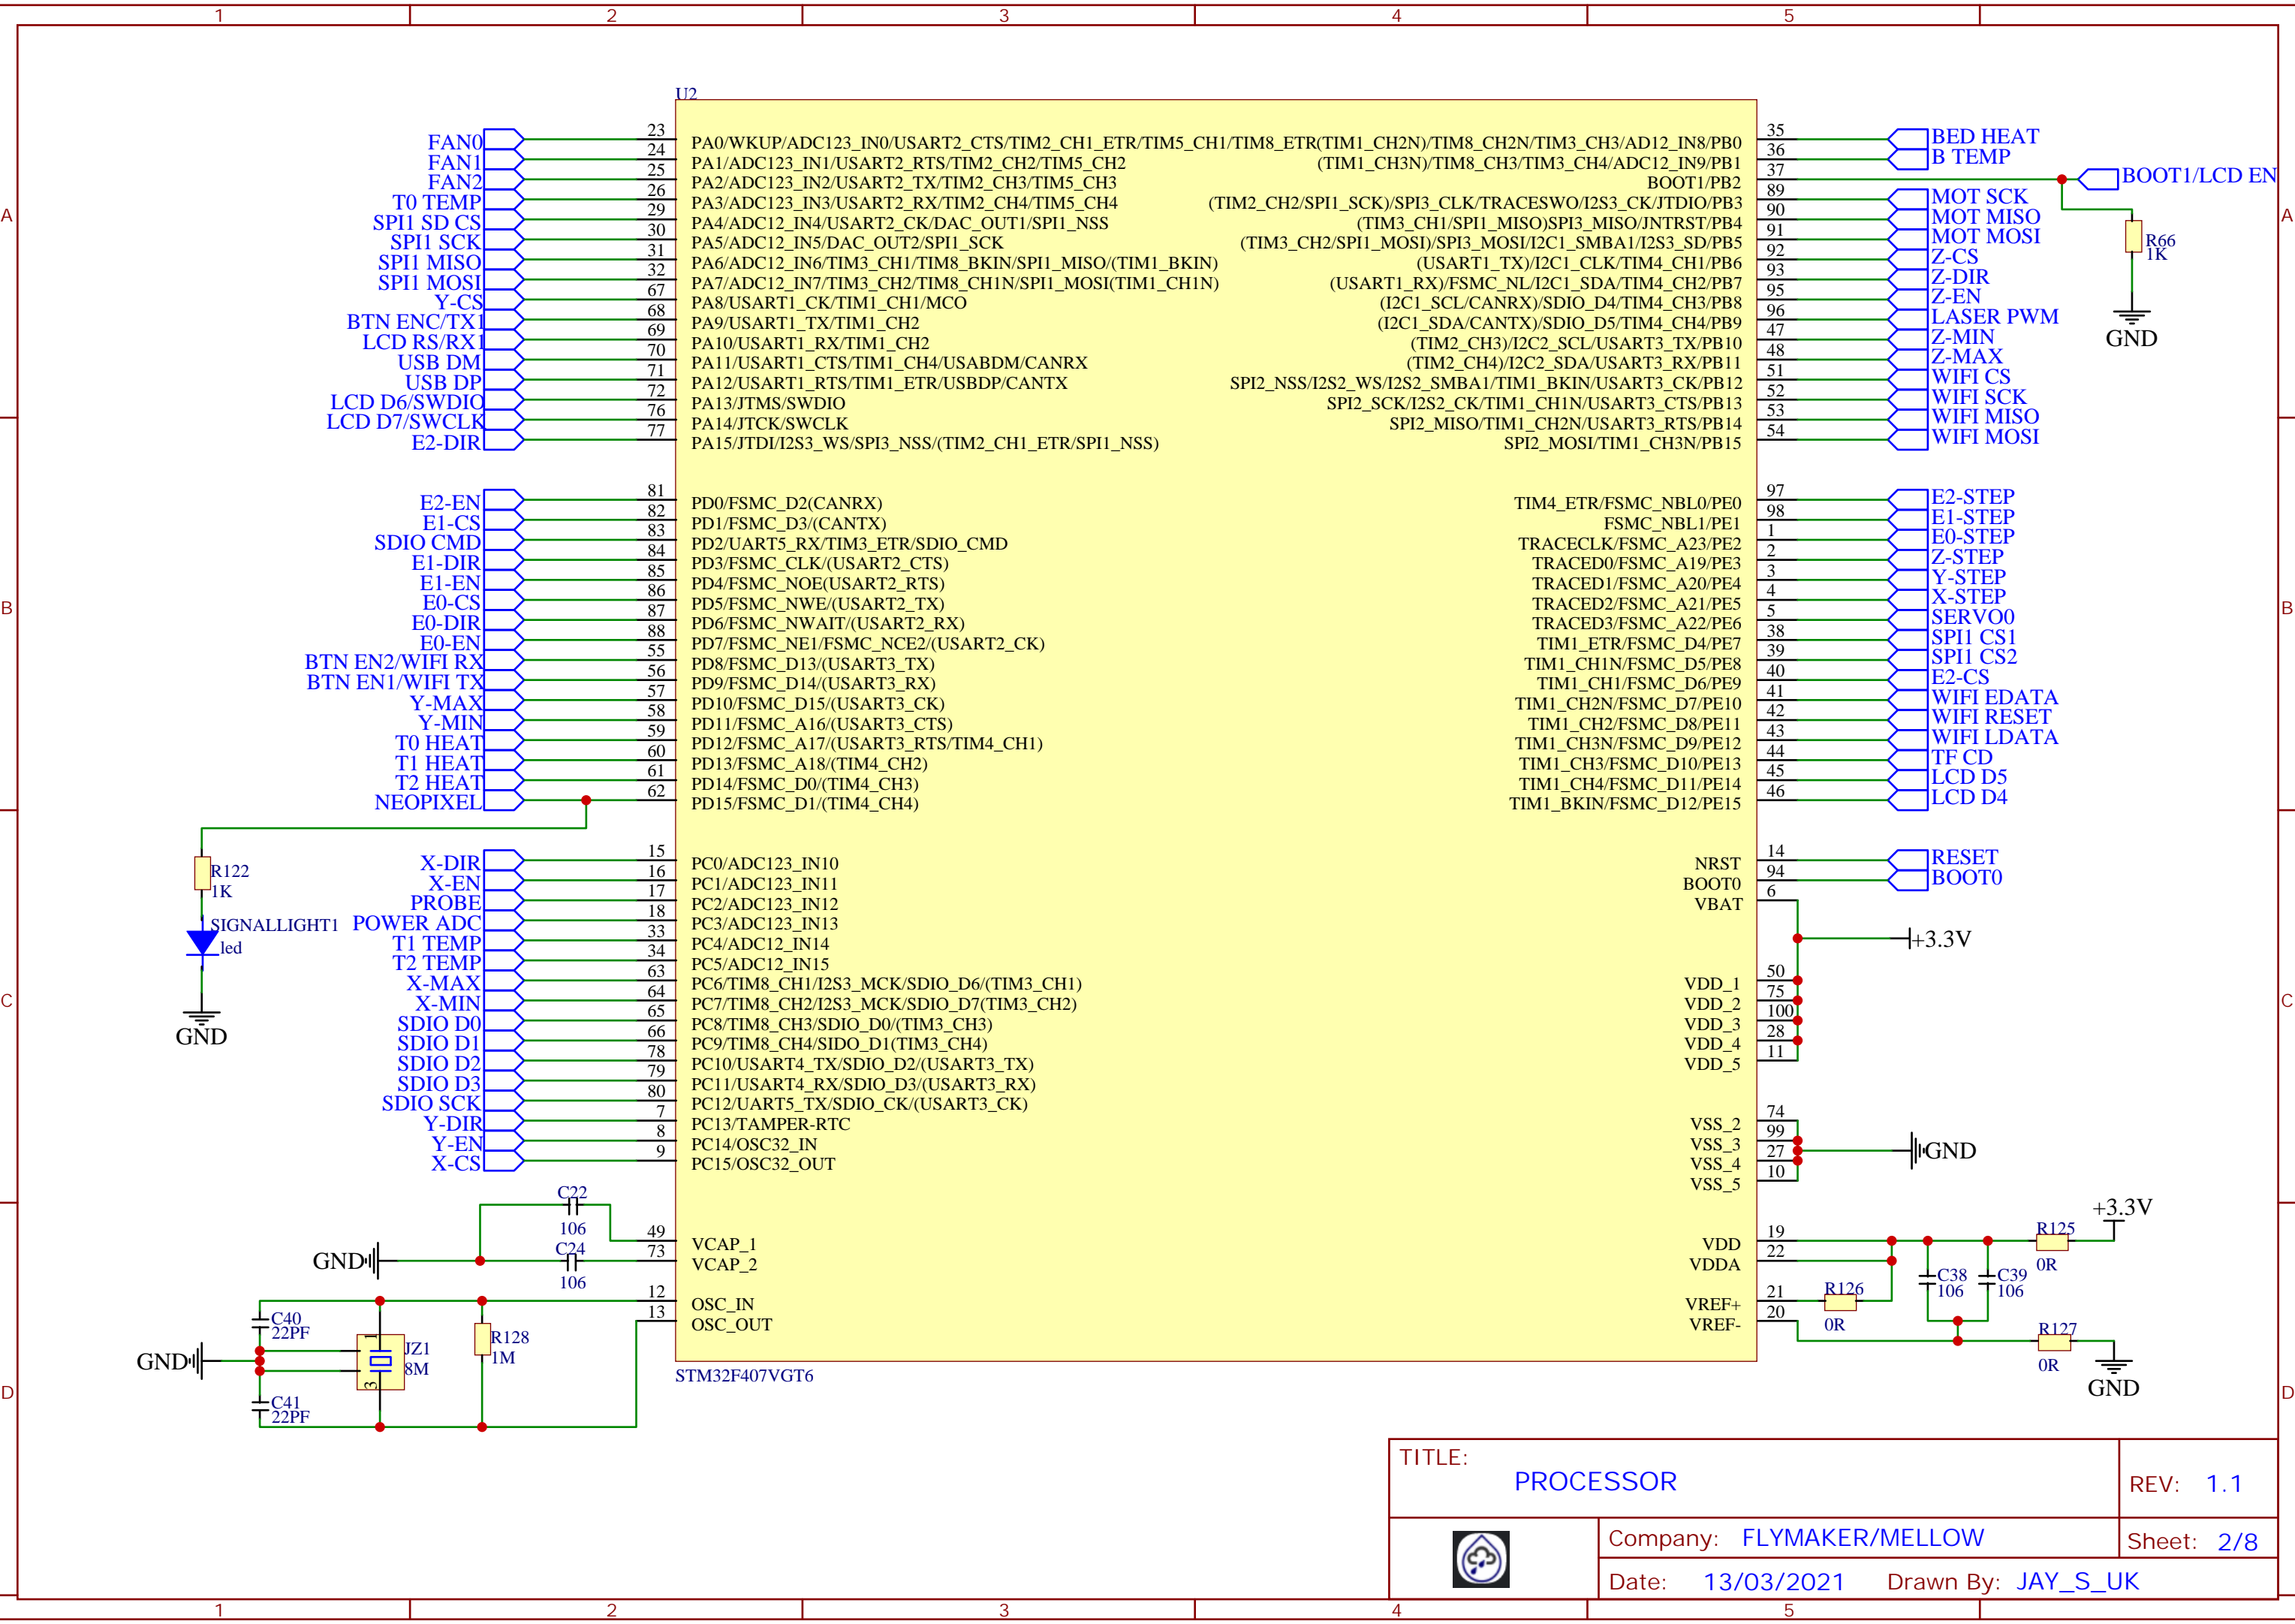 1 2 3 4 5
A
B
C
D
A
B
C
D
U2
FAN0 23 PA0/WKUP/ADC123_IN0/USART2_CTS/TIM2_CH1_ETR/TIM5_CH1/TIM8_ETR(TIM1_CH2N)/TIM8_CH2N/TIM3_CH3/AD12_IN8/PB0 35 BED HEAT
FAN1 24 PA1/ADC123_IN1/USART2_RTS/TIM2_CH2/TIM5_CH2 (TIM1_CH3N)/TIM8_CH3/TIM3_CH4/ADC12_IN9/PB1 36 B TEMP
FAN2 25 PA2/ADC123_IN2/USART2_TX/TIM2_CH3/TIM5_CH3 BOOT1/PB2 37 BOOT1/LCD EN
T0 TEMP 26 PA3/ADC123_IN3/USART2_RX/TIM2_CH4/TIM5_CH4 (TIM2_CH2/SPI1_SCK)/SPI3_CLK/TRACESWO/I2S3_CK/JTDIO/PB3 89 MOT SCK
SPI1 SD CS 29 PA4/ADC12_IN4/USART2_CK/DAC_OUT1/SPI1_NSS (TIM3_CH1/SPI1_MISO)SPI3_MISO/JNTRST/PB4 90 MOT MISO
SPI1 SCK 30 PA5/ADC12_IN5/DAC_OUT2/SPI1_SCK (TIM3_CH2/SPI1_MOSI)/SPI3_MOSI/I2C1_SMBA1/I2S3_SD/PB5 91 MOT MOSI
SPI1 MISO 31 PA6/ADC12_IN6/TIM3_CH1/TIM8_BKIN/SPI1_MISO/(TIM1_BKIN) (USART1_TX)/I2C1_CLK/TIM4_CH1/PB6 92 Z-CS
SPI1 MOSI 32 PA7/ADC12_IN7/TIM3_CH2/TIM8_CH1N/SPI1_MOSI(TIM1_CH1N) (USART1_RX)/FSMC_NL/I2C1_SDA/TIM4_CH2/PB7 93 Z-DIR
Y-CS 67 PA8/USART1_CK/TIM1_CH1/MCO (I2C1_SCL/CANRX)/SDIO_D4/TIM4_CH3/PB8 95 Z-EN
BTN ENC/TX1 68 PA9/USART1_TX/TIM1_CH2 (I2C1_SDA/CANTX)/SDIO_D5/TIM4_CH4/PB9 96 LASER PWM
LCD RS/RX1 69 PA10/USART1_RX/TIM1_CH2 (TIM2_CH3)/I2C2_SCL/USART3_TX/PB10 47 Z-MIN
USB DM 70 PA11/USART1_CTS/TIM1_CH4/USABDM/CANRX (TIM2_CH4)/I2C2_SDA/USART3_RX/PB11 48 Z-MAX
USB DP 71 PA12/USART1_RTS/TIM1_ETR/USBDP/CANTX SPI2_NSS/I2S2_WS/I2S2_SMBA1/TIM1_BKIN/USART3_CK/PB12 51 WIFI CS
LCD D6/SWDIO 72 PA13/JTMS/SWDIO SPI2_SCK/I2S2_CK/TIM1_CH1N/USART3_CTS/PB13 52 WIFI SCK
LCD D7/SWCLK 76 PA14/JTCK/SWCLK SPI2_MISO/TIM1_CH2N/USART3_RTS/PB14 53 WIFI MISO
E2-DIR 77 PA15/JTDI/I2S3_WS/SPI3_NSS/(TIM2_CH1_ETR/SPI1_NSS) SPI2_MOSI/TIM1_CH3N/PB15 54 WIFI MOSI
R66
1K
GND
E2-EN 81 PD0/FSMC_D2(CANRX) TIM4_ETR/FSMC_NBL0/PE0 97 E2-STEP
E1-CS 82 PD1/FSMC_D3/(CANTX) FSMC_NBL1/PE1 98 E1-STEP
SDIO CMD 83 PD2/UART5_RX/TIM3_ETR/SDIO_CMD TRACECLK/FSMC_A23/PE2 1 E0-STEP
E1-DIR 84 PD3/FSMC_CLK/(USART2_CTS) TRACED0/FSMC_A19/PE3 2 Z-STEP
E1-EN 85 PD4/FSMC_NOE(USART2_RTS) TRACED1/FSMC_A20/PE4 3 Y-STEP
E0-CS 86 PD5/FSMC_NWE/(USART2_TX) TRACED2/FSMC_A21/PE5 4 X-STEP
E0-DIR 87 PD6/FSMC_NWAIT/(USART2_RX) TRACED3/FSMC_A22/PE6 5 SERVO0
E0-EN 88 PD7/FSMC_NE1/FSMC_NCE2/(USART2_CK) TIM1_ETR/FSMC_D4/PE7 38 SPI1 CS1
BTN EN2/WIFI RX 55 PD8/FSMC_D13/(USART3_TX) TIM1_CH1N/FSMC_D5/PE8 39 SPI1 CS2
BTN EN1/WIFI TX 56 PD9/FSMC_D14/(USART3_RX) TIM1_CH1/FSMC_D6/PE9 40 E2-CS
Y-MAX 57 PD10/FSMC_D15/(USART3_CK) TIM1_CH2N/FSMC_D7/PE10 41 WIFI EDATA
Y-MIN 58 PD11/FSMC_A16/(USART3_CTS) TIM1_CH2/FSMC_D8/PE11 42 WIFI RESET
T0 HEAT 59 PD12/FSMC_A17/(USART3_RTS/TIM4_CH1) TIM1_CH3N/FSMC_D9/PE12 43 WIFI LDATA
T1 HEAT 60 PD13/FSMC_A18/(TIM4_CH2) TIM1_CH3/FSMC_D10/PE13 44 TF CD
T2 HEAT 61 PD14/FSMC_D0/(TIM4_CH3) TIM1_CH4/FSMC_D11/PE14 45 LCD D5
NEOPIXEL 62 PD15/FSMC_D1/(TIM4_CH4) TIM1_BKIN/FSMC_D12/PE15 46 LCD D4
R122
1K
SIGNALLIGHT1
led
GND
X-DIR 15 PC0/ADC123_IN10 NRST 14 RESET
X-EN 16 PC1/ADC123_IN11 BOOT0 94 BOOT0
PROBE 17 PC2/ADC123_IN12 VBAT 6
POWER ADC 18 PC3/ADC123_IN13 +3.3V
T1 TEMP 33 PC4/ADC12_IN14
T2 TEMP 34 PC5/ADC12_IN15
X-MAX 63 PC6/TIM8_CH1/I2S3_MCK/SDIO_D6/(TIM3_CH1) VDD_1 50
X-MIN 64 PC7/TIM8_CH2/I2S3_MCK/SDIO_D7(TIM3_CH2) VDD_2 75
SDIO D0 65 PC8/TIM8_CH3/SDIO_D0/(TIM3_CH3) VDD_3 100
SDIO D1 66 PC9/TIM8_CH4/SIDO_D1(TIM3_CH4) VDD_4 28
SDIO D2 78 PC10/USART4_TX/SDIO_D2/(USART3_TX) VDD_5 11
SDIO D3 79 PC11/USART4_RX/SDIO_D3/(USART3_RX)
SDIO SCK 80 PC12/UART5_TX/SDIO_CK/(USART3_CK)
Y-DIR 7 PC13/TAMPER-RTC VSS_2 74
Y-EN 8 PC14/OSC32_IN VSS_3 99 GND
X-CS 9 PC15/OSC32_OUT VSS_4 27
VSS_5 10
C22
106
49 VCAP_1
GND C24 73 VCAP_2
106
12 OSC_IN
13 OSC_OUT
C40
22PF
GND
1
JZ1
8M
3
R128
1M
C41
22PF
VDD 19
VDDA 22
VREF+ 21
VREF- 20
R126
0R
C38
106
C39
106
R125
0R
+3.3V
R127
0R
GND
STM32F407VGT6
TITLE:
PROCESSOR
REV: 1.1
Company: FLYMAKER/MELLOW
Sheet: 2/8
Date: 13/03/2021 Drawn By: JAY_S_UK
1 2 3 4 5